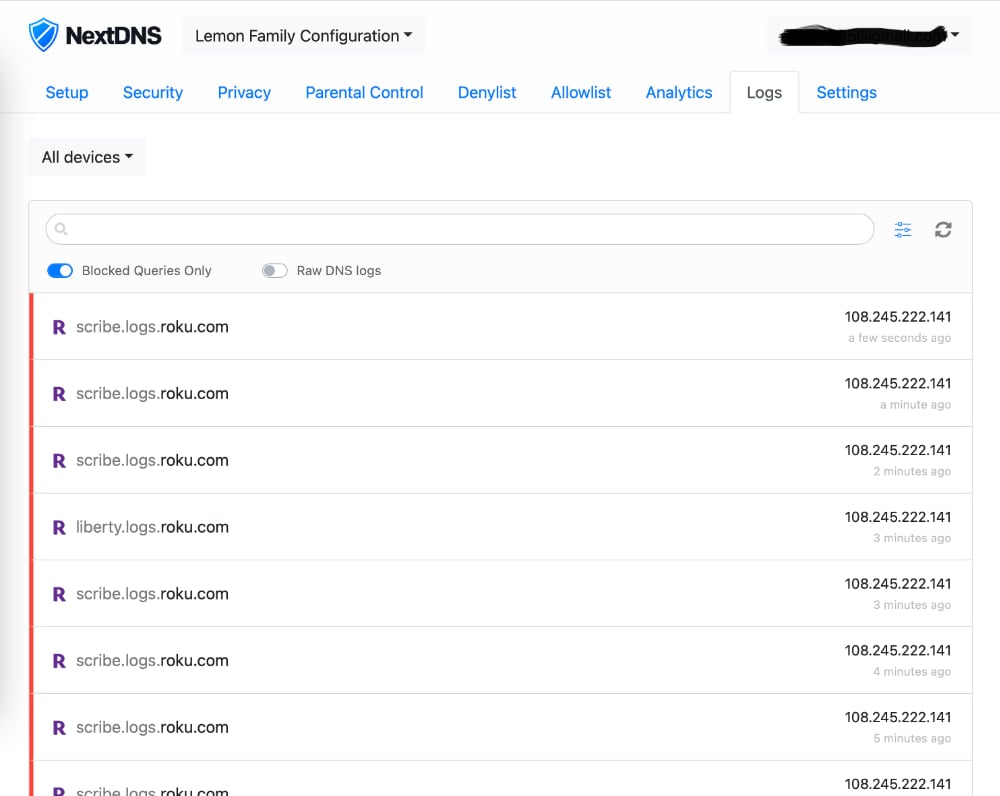 NextDNS Lemon Family Configuration @gmail.com
Setup Security Privacy Parental Control Denylist Allowlist Analytics Logs Settings
All devices
Blocked Queries Only Raw DNS logs
R scribe.logs.roku.com 108.245.222.141
a few seconds ago
R scribe.logs.roku.com 108.245.222.141
a minute ago
R scribe.logs.roku.com 108.245.222.141
2 minutes ago
R liberty.logs.roku.com 108.245.222.141
3 minutes ago
R scribe.logs.roku.com 108.245.222.141
3 minutes ago
R scribe.logs.roku.com 108.245.222.141
4 minutes ago
R scribe.logs.roku.com 108.245.222.141
5 minutes ago
R scribe.logs.roku.com 108.245.222.141